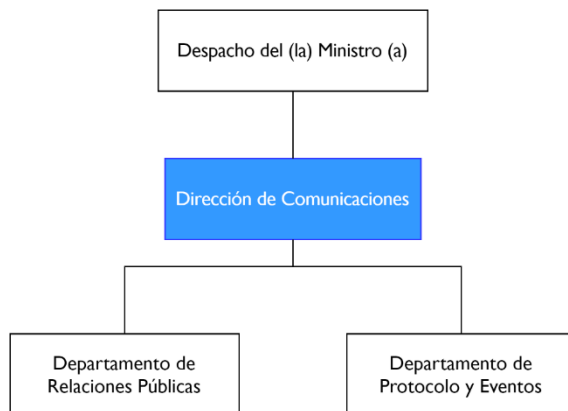 Despacho del (la) Ministro (a)
Dirección de Comunicaciones
Departamento de
Relaciones Públicas
Departamento de
Protocolo y Eventos